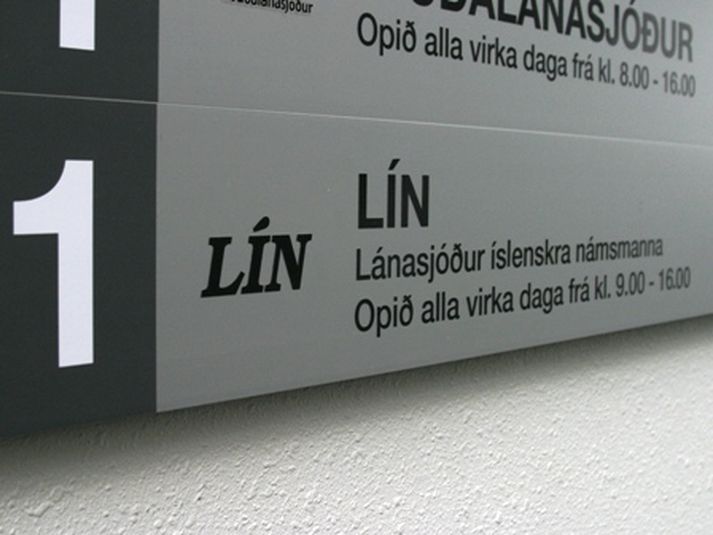 Opið alla virka daga frá kl. 8.00 - 16.00
1
LÍN
LÍN
Lánasjóður íslenskra námsmanna
Opið alla virka daga frá kl. 9.00 - 16.00